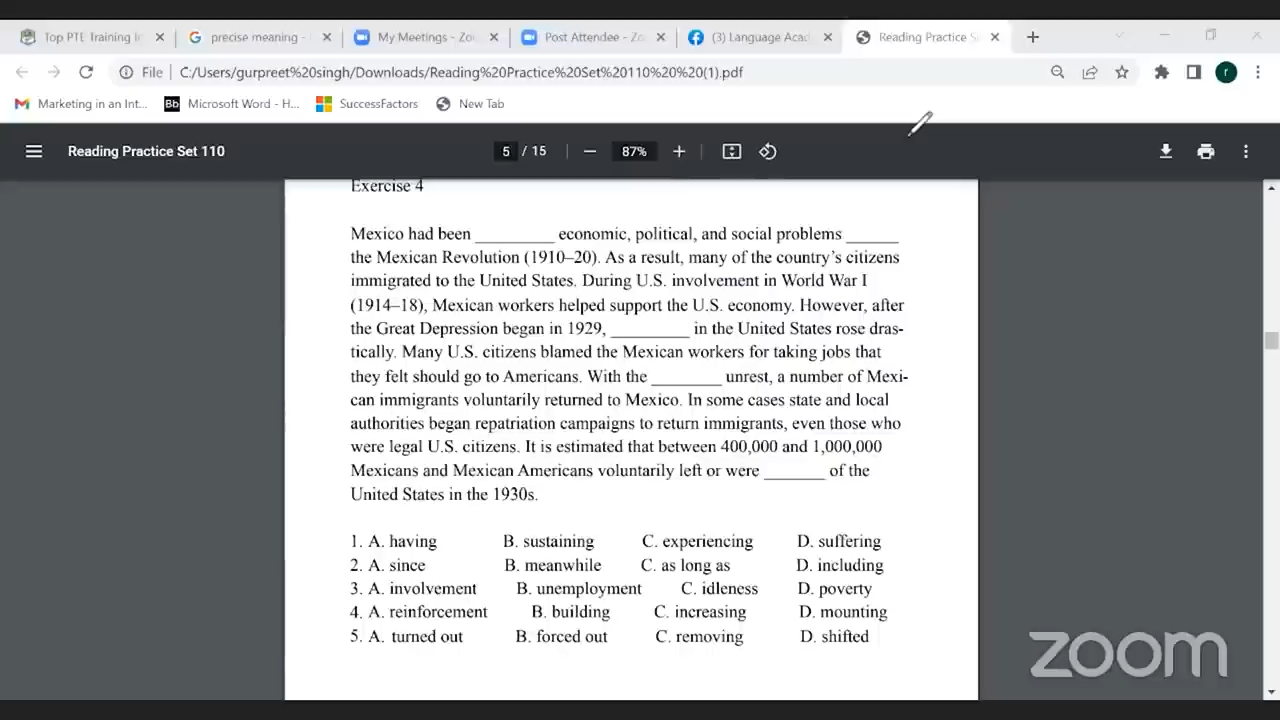 Top PTE Training In
precise meaning -
My Meetings - Zoo
Post Attendee - Zo
(3) Language Acad
Reading Practice S
File C:/Users/gurpreet%20singh/Downloads/Reading%20Practice%20Set%20110%20%20(1).pdf
r
Marketing in an Int...
Bb Microsoft Word - H...
SuccessFactors
New Tab
Reading Practice Set 110
5 / 15
87%
Exercise 4
Mexico had been _________ economic, political, and social problems ______
the Mexican Revolution (1910–20). As a result, many of the country’s citizens
immigrated to the United States. During U.S. involvement in World War I
(1914–18), Mexican workers helped support the U.S. economy. However, after
the Great Depression began in 1929, _________ in the United States rose dras-
tically. Many U.S. citizens blamed the Mexican workers for taking jobs that
they felt should go to Americans. With the ________ unrest, a number of Mexi-
can immigrants voluntarily returned to Mexico. In some cases state and local
authorities began repatriation campaigns to return immigrants, even those who
were legal U.S. citizens. It is estimated that between 400,000 and 1,000,000
Mexicans and Mexican Americans voluntarily left or were _______ of the
United States in the 1930s.
1. A. having B. sustaining C. experiencing D. suffering
2. A. since B. meanwhile C. as long as D. including
3. A. involvement B. unemployment C. idleness D. poverty
4. A. reinforcement B. building C. increasing D. mounting
5. A. turned out B. forced out C. removing D. shifted
zoom